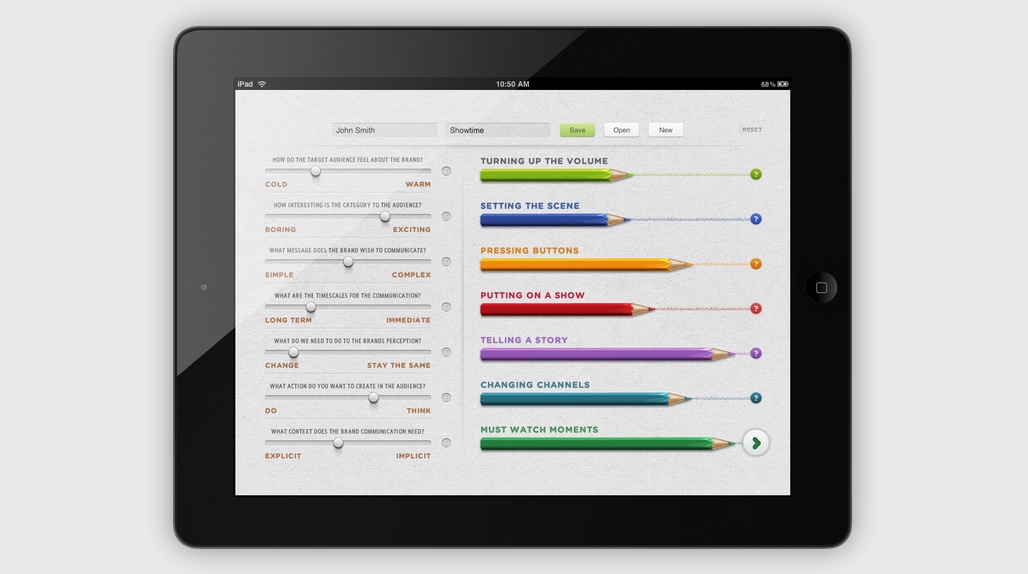 iPad 10:50 AM 68%
John Smith Showtime Save Open New RESET
HOW DO THE TARGET AUDIENCE FEEL ABOUT THE BRAND?
COLD WARM
HOW INTERESTING IS THE CATEGORY TO THE AUDIENCE?
BORING EXCITING
WHAT MESSAGE DOES THE BRAND WISH TO COMMUNICATE?
SIMPLE COMPLEX
WHAT ARE THE TIMESCALES FOR THE COMMUNICATION?
LONG TERM IMMEDIATE
WHAT DO WE NEED TO DO TO THE BRANDS PERCEPTION?
CHANGE STAY THE SAME
WHAT ACTION DO YOU WANT TO CREATE IN THE AUDIENCE?
DO THINK
WHAT CONTEXT DOES THE BRAND COMMUNICATION NEED?
EXPLICIT IMPLICIT
TURNING UP THE VOLUME
?
SETTING THE SCENE
?
PRESSING BUTTONS
?
PUTTING ON A SHOW
?
TELLING A STORY
?
CHANGING CHANNELS
?
MUST WATCH MOMENTS